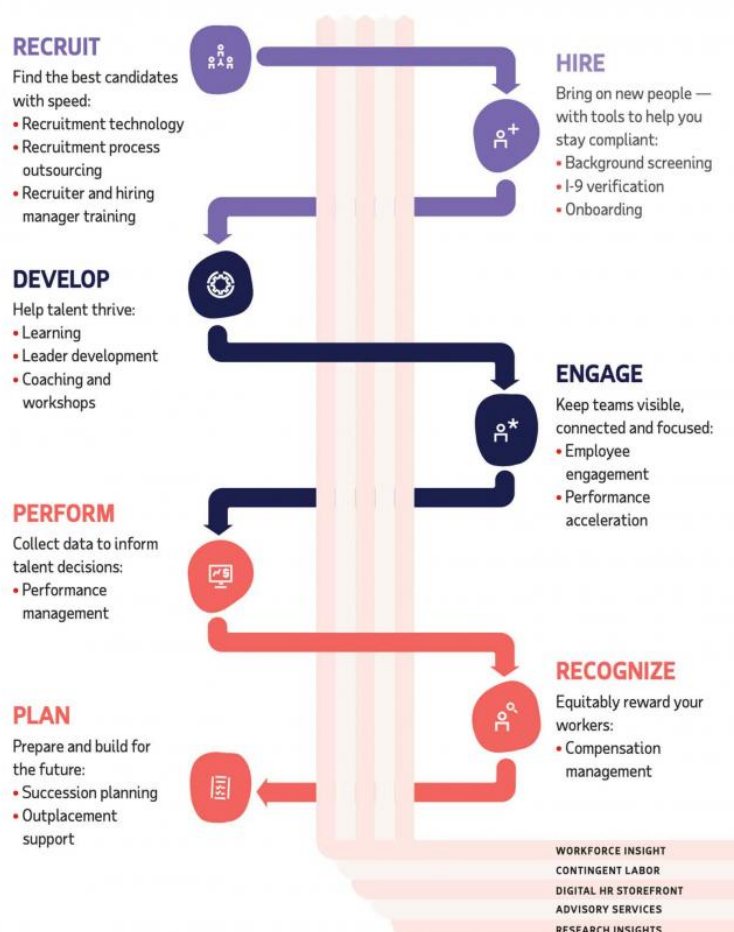 RECRUIT
Find the best candidates
with speed:
• Recruitment technology
• Recruitment process
outsourcing
• Recruiter and hiring
manager training
HIRE
Bring on new people —
with tools to help you
stay compliant:
• Background screening
• I-9 verification
• Onboarding
DEVELOP
Help talent thrive:
• Learning
• Leader development
• Coaching and
workshops
ENGAGE
Keep teams visible,
connected and focused:
• Employee
engagement
• Performance
acceleration
PERFORM
Collect data to inform
talent decisions:
• Performance
management
RECOGNIZE
Equitably reward your
workers:
• Compensation
management
PLAN
Prepare and build for
the future:
• Succession planning
• Outplacement
support
WORKFORCE INSIGHT
CONTINGENT LABOR
DIGITAL HR STOREFRONT
ADVISORY SERVICES
RESEARCH INSIGHTS